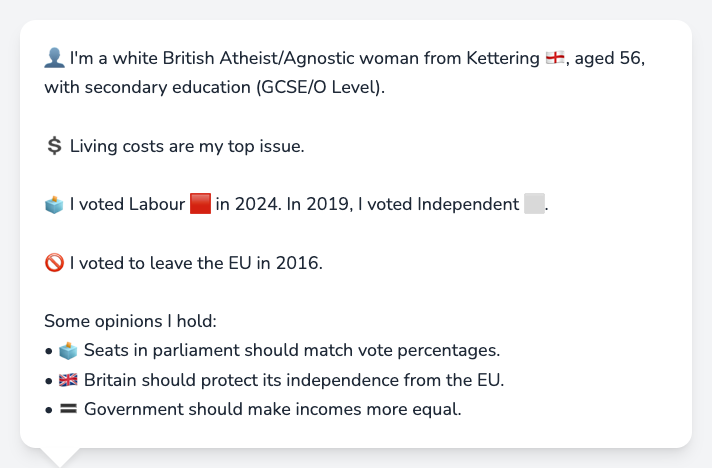 👤 I'm a white British Atheist/Agnostic woman from Kettering 🏴󠁧󠁢󠁥󠁮󠁧󠁿, aged 56,
with secondary education (GCSE/O Level).
💲 Living costs are my top issue.
🗳️ I voted Labour 🟥 in 2024. In 2019, I voted Independent ⬜.
🚫 I voted to leave the EU in 2016.
Some opinions I hold:
• 🗳️ Seats in parliament should match vote percentages.
• 🇬🇧 Britain should protect its independence from the EU.
• 🟰 Government should make incomes more equal.